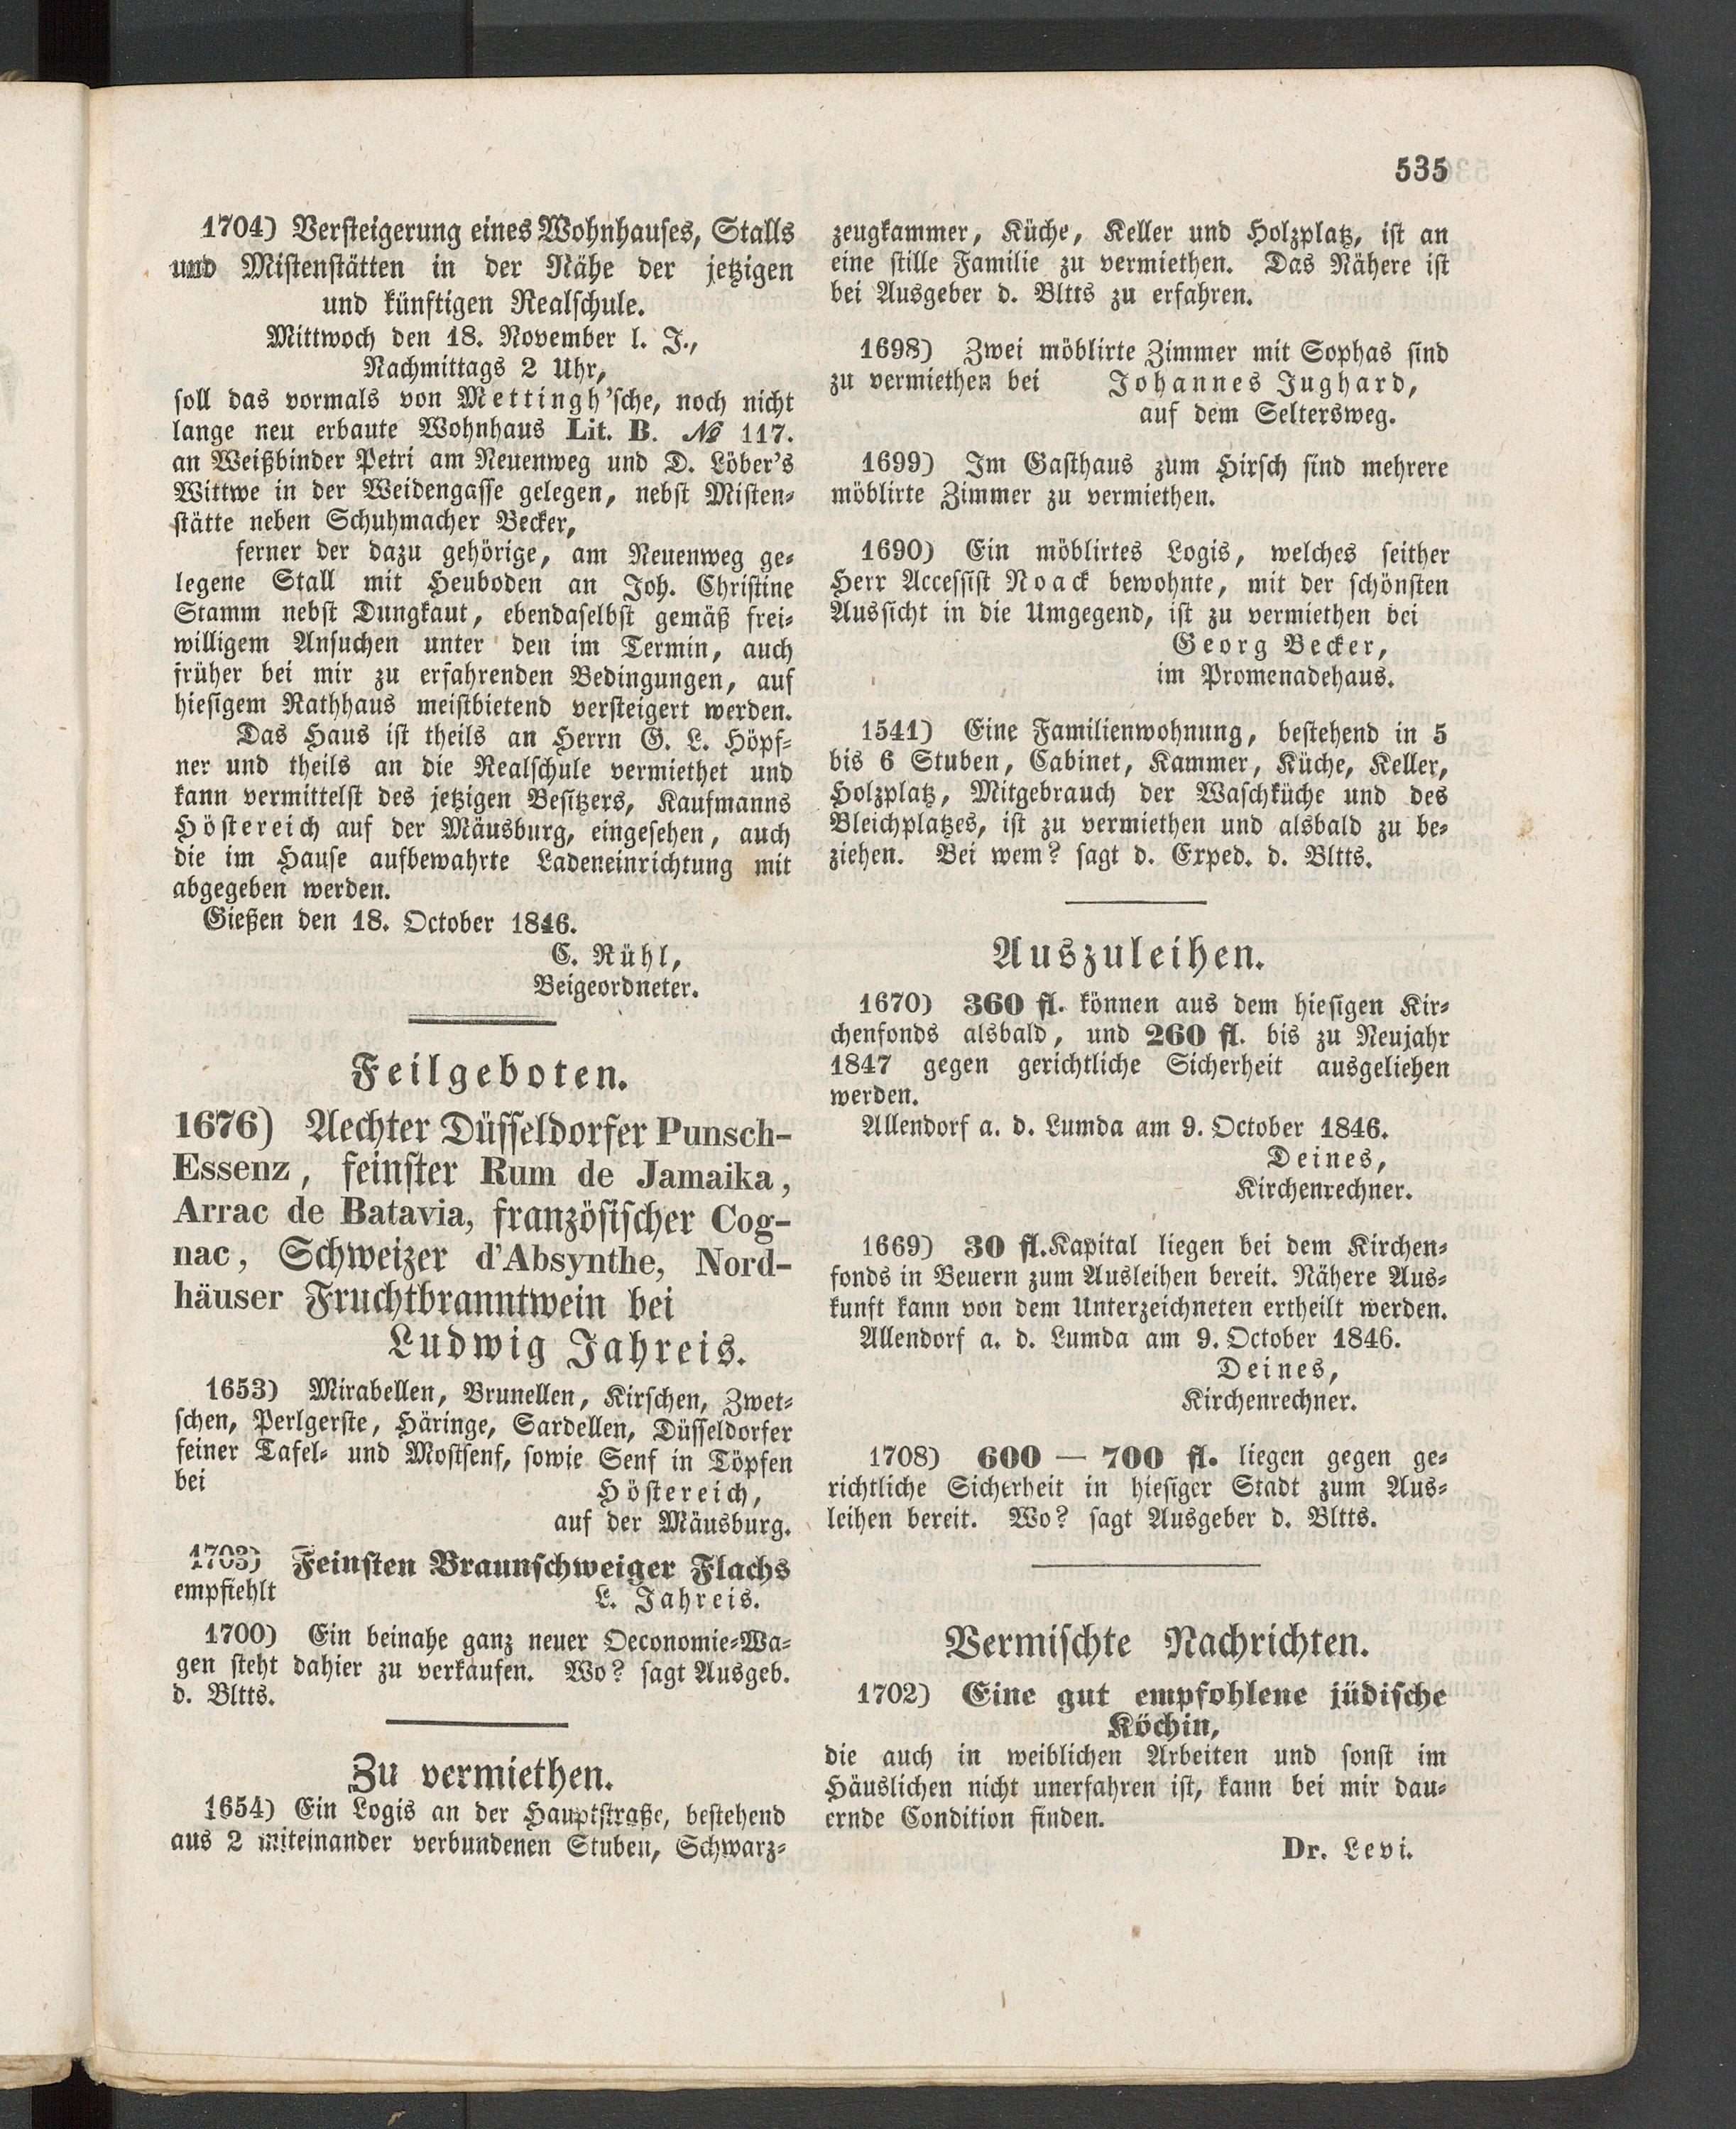 535
1704) Versteigerung eines Wohnhauses, Stalls
und Mistenstätten in der Nähe der jetzigen
und künftigen Realschule.
Mittwoch den 18. November l. J.,
Nachmittags 2 Uhr,
soll das vormals von Mettingh'sche, noch nicht
lange neu erbaute Wohnhaus Lit. B. № 117.
an Weißbinder Petri am Neuenweg und D. Löber's
Wittwe in der Weidengasse gelegen, nebst Misten-
stätte neben Schuhmacher Becker,
ferner der dazu gehörige, am Neuenweg ge-
legene Stall mit Heuboden an Joh. Christine
Stamm nebst Dungkaut, ebendaselbst gemäß frei-
willigem Ansuchen unter den im Termin, auch
früher bei mir zu erfahrenden Bedingungen, auf
hiesigem Rathhaus meistbietend versteigert werden.
Das Haus ist theils an Herrn G. L. Höpf-
ner und theils an die Realschule vermiethet und
kann vermittelst des jetzigen Besitzers, Kaufmanns
Höstereich auf der Mäusburg, eingesehen, auch
die im Hause aufbewahrte Ladeneinrichtung mit
abgegeben werden.
Gießen den 18. October 1846.
C. Rühl,
Beigeordneter.
Feilgeboten.
1676) Aechter Düsseldorfer Punsch-
Essenz, feinster Rum de Jamaika,
Arrac de Batavia, französischer Cog-
nac, Schweizer d'Absynthe, Nord-
häuser Fruchtbranntwein bei
Ludwig Jahreis.
1653) Mirabellen, Brunellen, Kirschen, Zwet-
schen, Perlgerste, Häringe, Sardellen, Düsseldorfer
feiner Tafel- und Mostsenf, sowie Senf in Töpfen
bei Höstereich,
auf der Mäusburg.
1703) Feinsten Braunschweiger Flachs
empfiehlt L. Jahreis.
1700) Ein beinahe ganz neuer Oeconomie-Wa-
gen steht dahier zu verkaufen. Wo? sagt Ausgeb.
d. Bltts.
Zu vermiethen.
1654) Ein Logis an der Hauptstraße, bestehend
aus 2 miteinander verbundenen Stuben, Schwarz-
zeugkammer, Küche, Keller und Holzplatz, ist an
eine stille Familie zu vermiethen. Das Nähere ist
bei Ausgeber d. Bltts zu erfahren.
1698) Zwei möblirte Zimmer mit Sophas sind
zu vermiethen bei Johannes Jughard,
auf dem Seltersweg.
1699) Im Gasthaus zum Hirsch sind mehrere
möblirte Zimmer zu vermiethen.
1690) Ein möblirtes Logis, welches seither
Herr Accessist Noack bewohnte, mit der schönsten
Aussicht in die Umgegend, ist zu vermiethen bei
Georg Becker,
im Promenadehaus.
1541) Eine Familienwohnung, bestehend in 5
bis 6 Stuben, Cabinet, Kammer, Küche, Keller,
Holzplatz, Mitgebrauch der Waschküche und des
Bleichplatzes, ist zu vermiethen und alsbald zu be-
ziehen. Bei wem? sagt d. Exped. d. Bltts.
Auszuleihen.
1670) 360 fl. können aus dem hiesigen Kir-
chenfonds alsbald, und 260 fl. bis zu Neujahr
1847 gegen gerichtliche Sicherheit ausgeliehen
werden.
Allendorf a. d. Lumda am 9. October 1846.
Deines,
Kirchenrechner.
1669) 30 fl. Kapital liegen bei dem Kirchen-
fonds in Beuern zum Ausleihen bereit. Nähere Aus-
kunft kann von dem Unterzeichneten ertheilt werden.
Allendorf a. d. Lumda am 9. October 1846.
Deines,
Kirchenrechner.
1708) 600 — 700 fl. liegen gegen ge-
richtliche Sicherheit in hiesiger Stadt zum Aus-
leihen bereit. Wo? sagt Ausgeber d. Bltts.
Vermischte Nachrichten.
1702) Eine gut empfohlene jüdische
Köchin,
die auch in weiblichen Arbeiten und sonst im
Häuslichen nicht unerfahren ist, kann bei mir dau-
ernde Condition finden.
Dr. Levi.